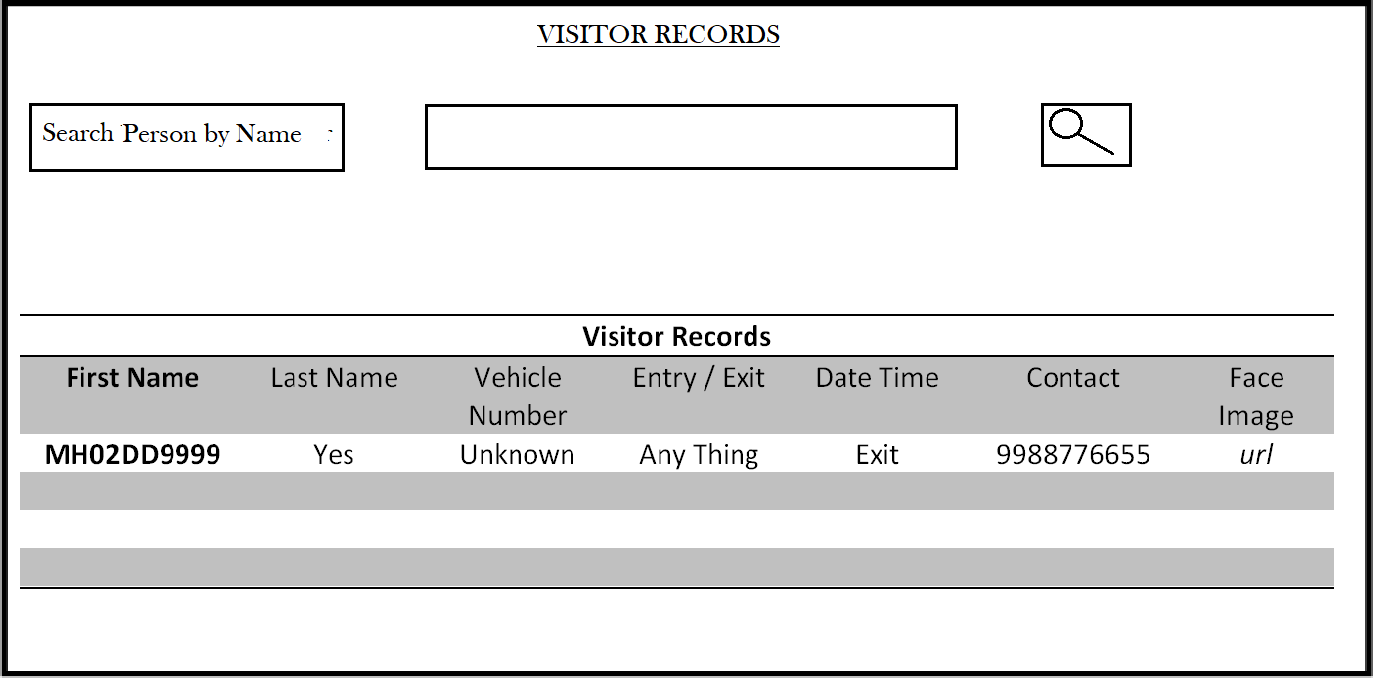 VISITOR RECORDS
Search Person by Name :
Visitor Records
First Name Last Name Vehicle Number Entry / Exit Date Time Contact Face Image
MH02DD9999 Yes Unknown Any Thing Exit 9988776655 url